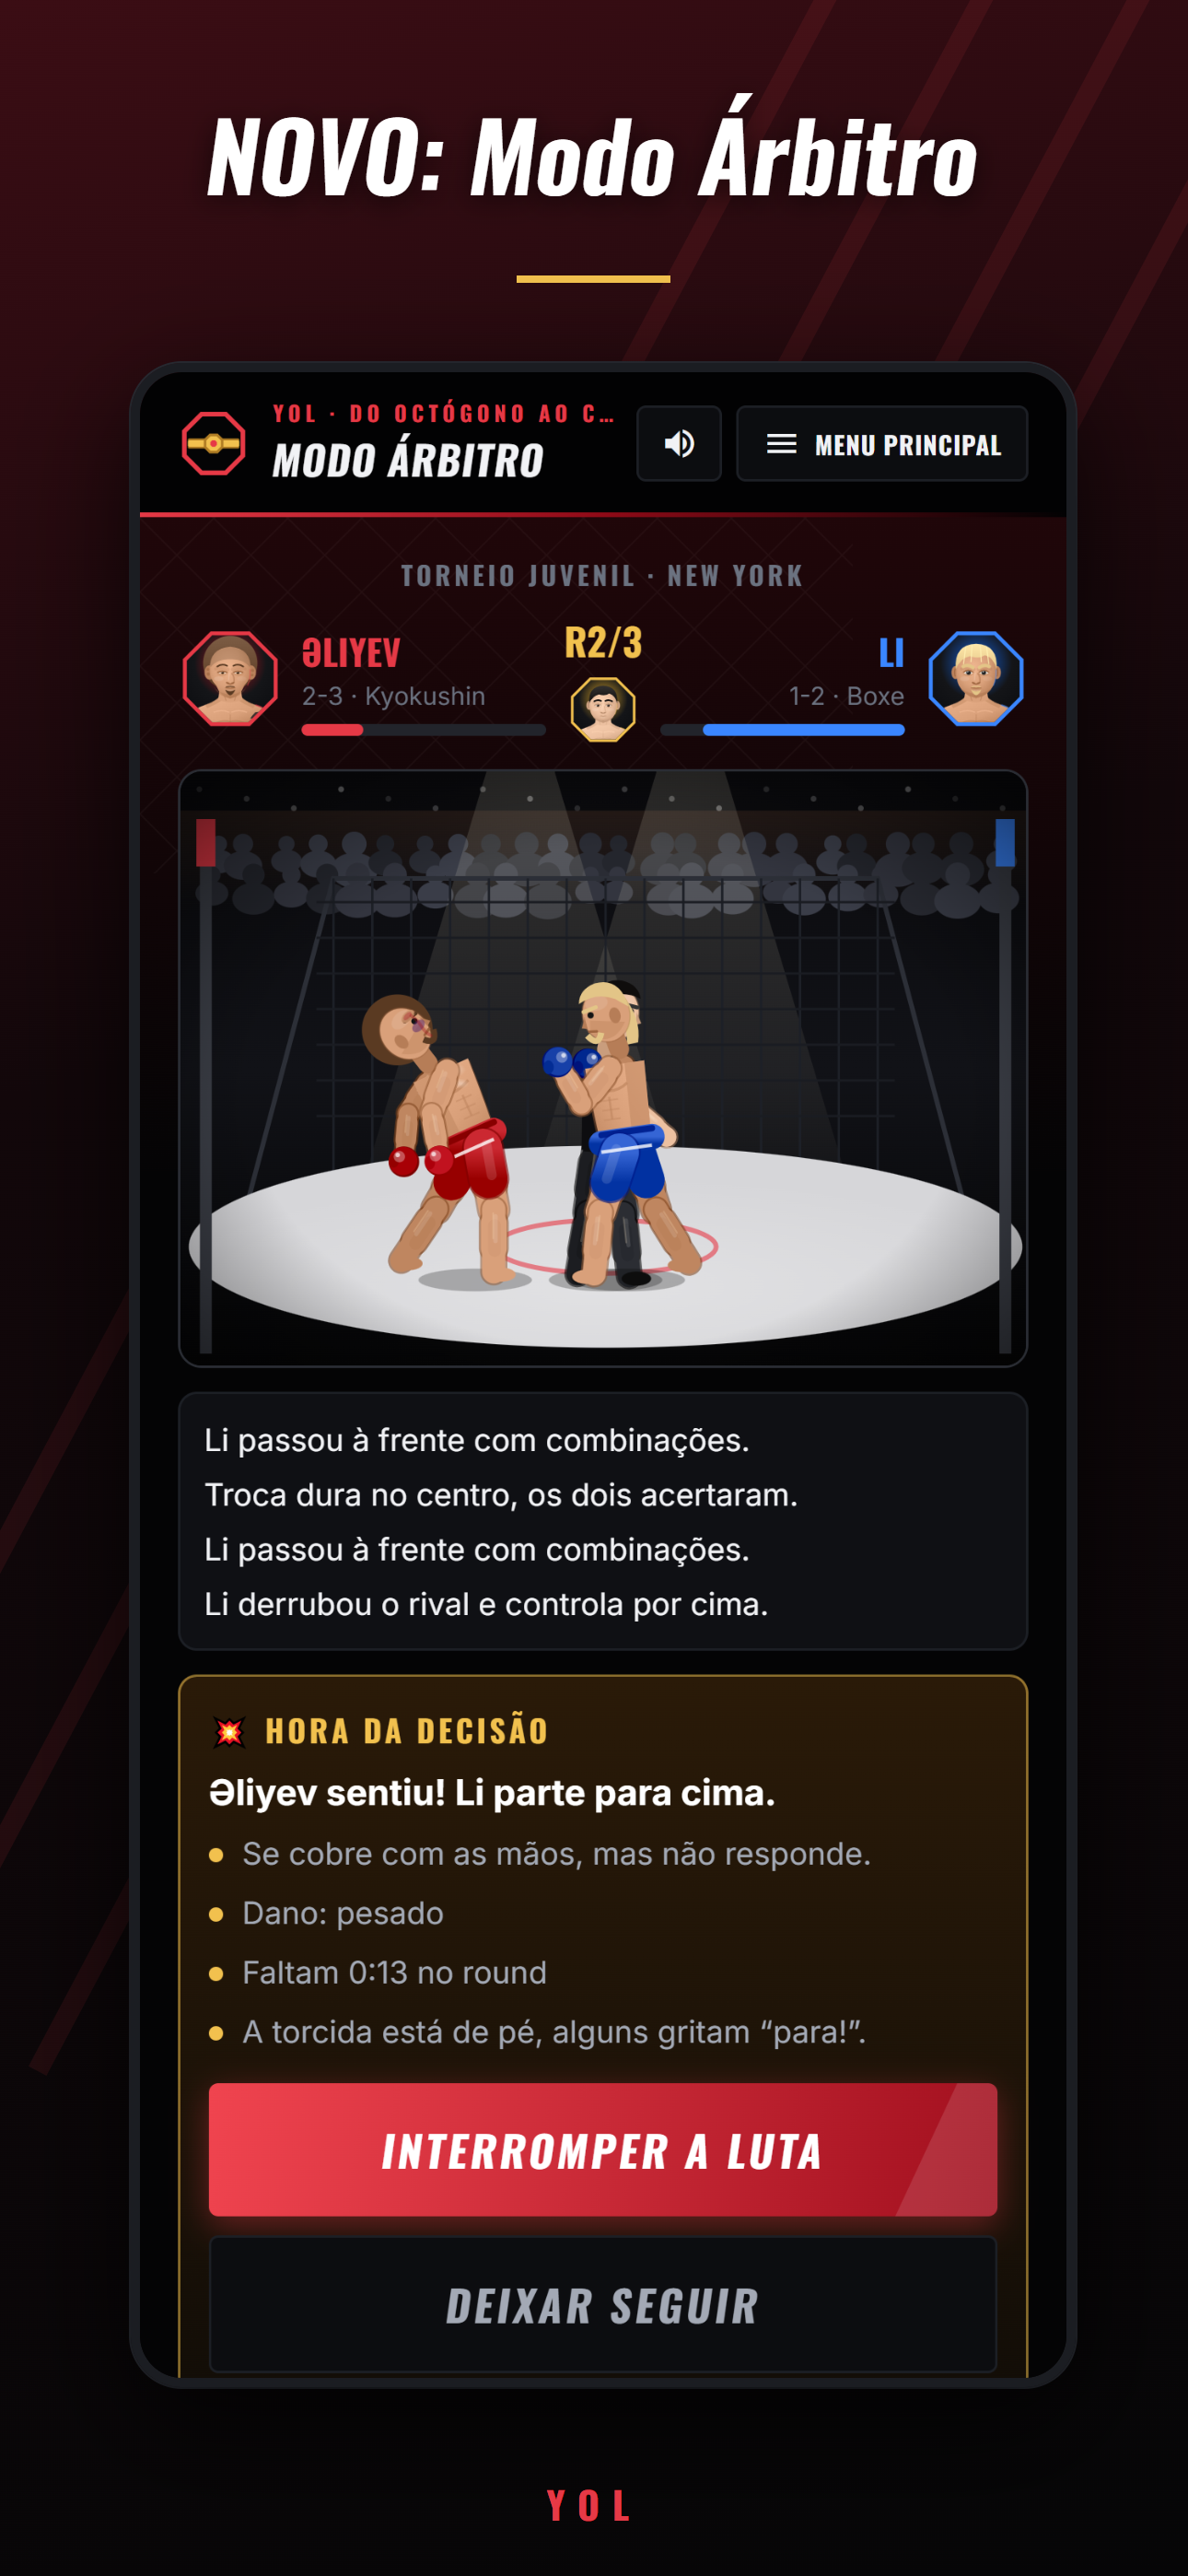 NOVO: Modo Árbitro
YOL · DO OCTÓGONO AO C...
MODO ÁRBITRO
MENU PRINCIPAL
TORNEIO JUVENIL · NEW YORK
ƏLIYEV
2-3 · Kyokushin
R2/3
LI
1-2 · Boxe
Li passou à frente com combinações.
Troca dura no centro, os dois acertaram.
Li passou à frente com combinações.
Li derrubou o rival e controla por cima.
HORA DA DECISÃO
Əliyev sentiu! Li parte para cima.
Se cobre com as mãos, mas não responde.
Dano: pesado
Faltam 0:13 no round
A torcida está de pé, alguns gritam “para!”.
INTERROMPER A LUTA
DEIXAR SEGUIR
YOL